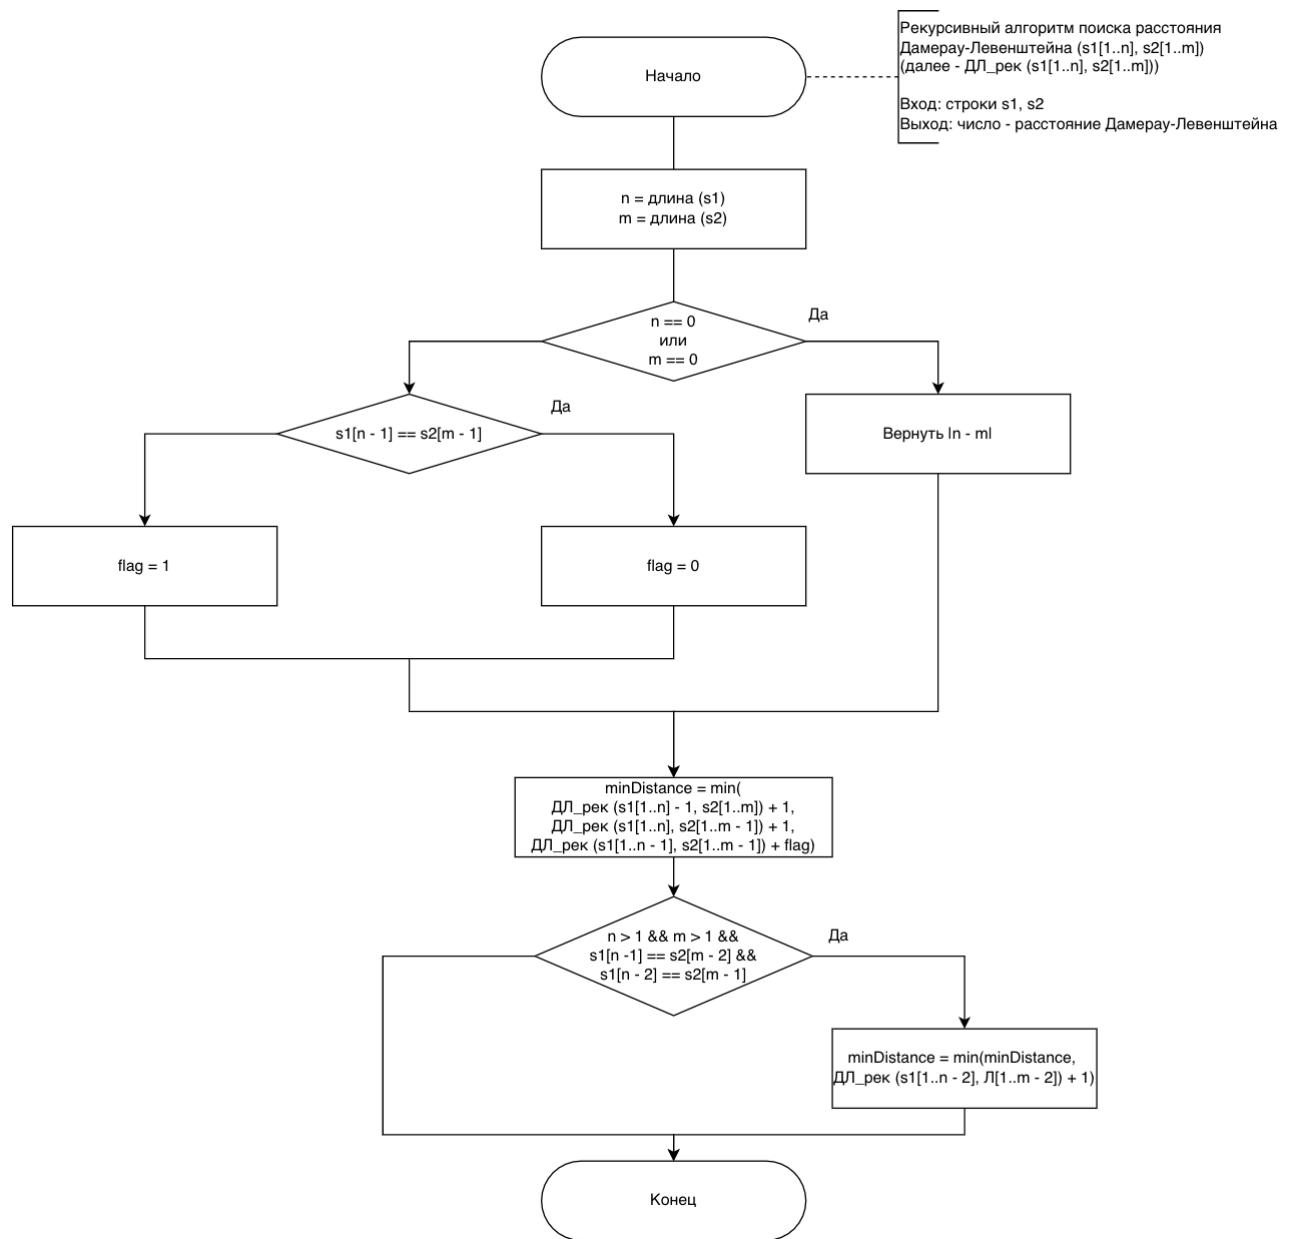 Начало
Рекурсивный алгоритм поиска расстояния
Дамерау-Левенштейна (s1[1..n], s2[1..m])
(далее - ДЛ_рек (s1[1..n], s2[1..m]))
Вход: строки s1, s2
Выход: число - расстояние Дамерау-Левенштейна
n = длина (s1)
m = длина (s2)
n == 0
или
m == 0
Да
s1[n - 1] == s2[m - 1]
Да
Вернуть |n - m|
flag = 1
flag = 0
minDistance = min(
ДЛ_рек (s1[1..n] - 1, s2[1..m]) + 1,
ДЛ_рек (s1[1..n], s2[1..m - 1]) + 1,
ДЛ_рек (s1[1..n - 1], s2[1..m - 1]) + flag)
n > 1 && m > 1 &&
s1[n -1] == s2[m - 2] &&
s1[n - 2] == s2[m - 1]
Да
minDistance = min(minDistance,
ДЛ_рек (s1[1..n - 2], Л[1..m - 2]) + 1)
Конец